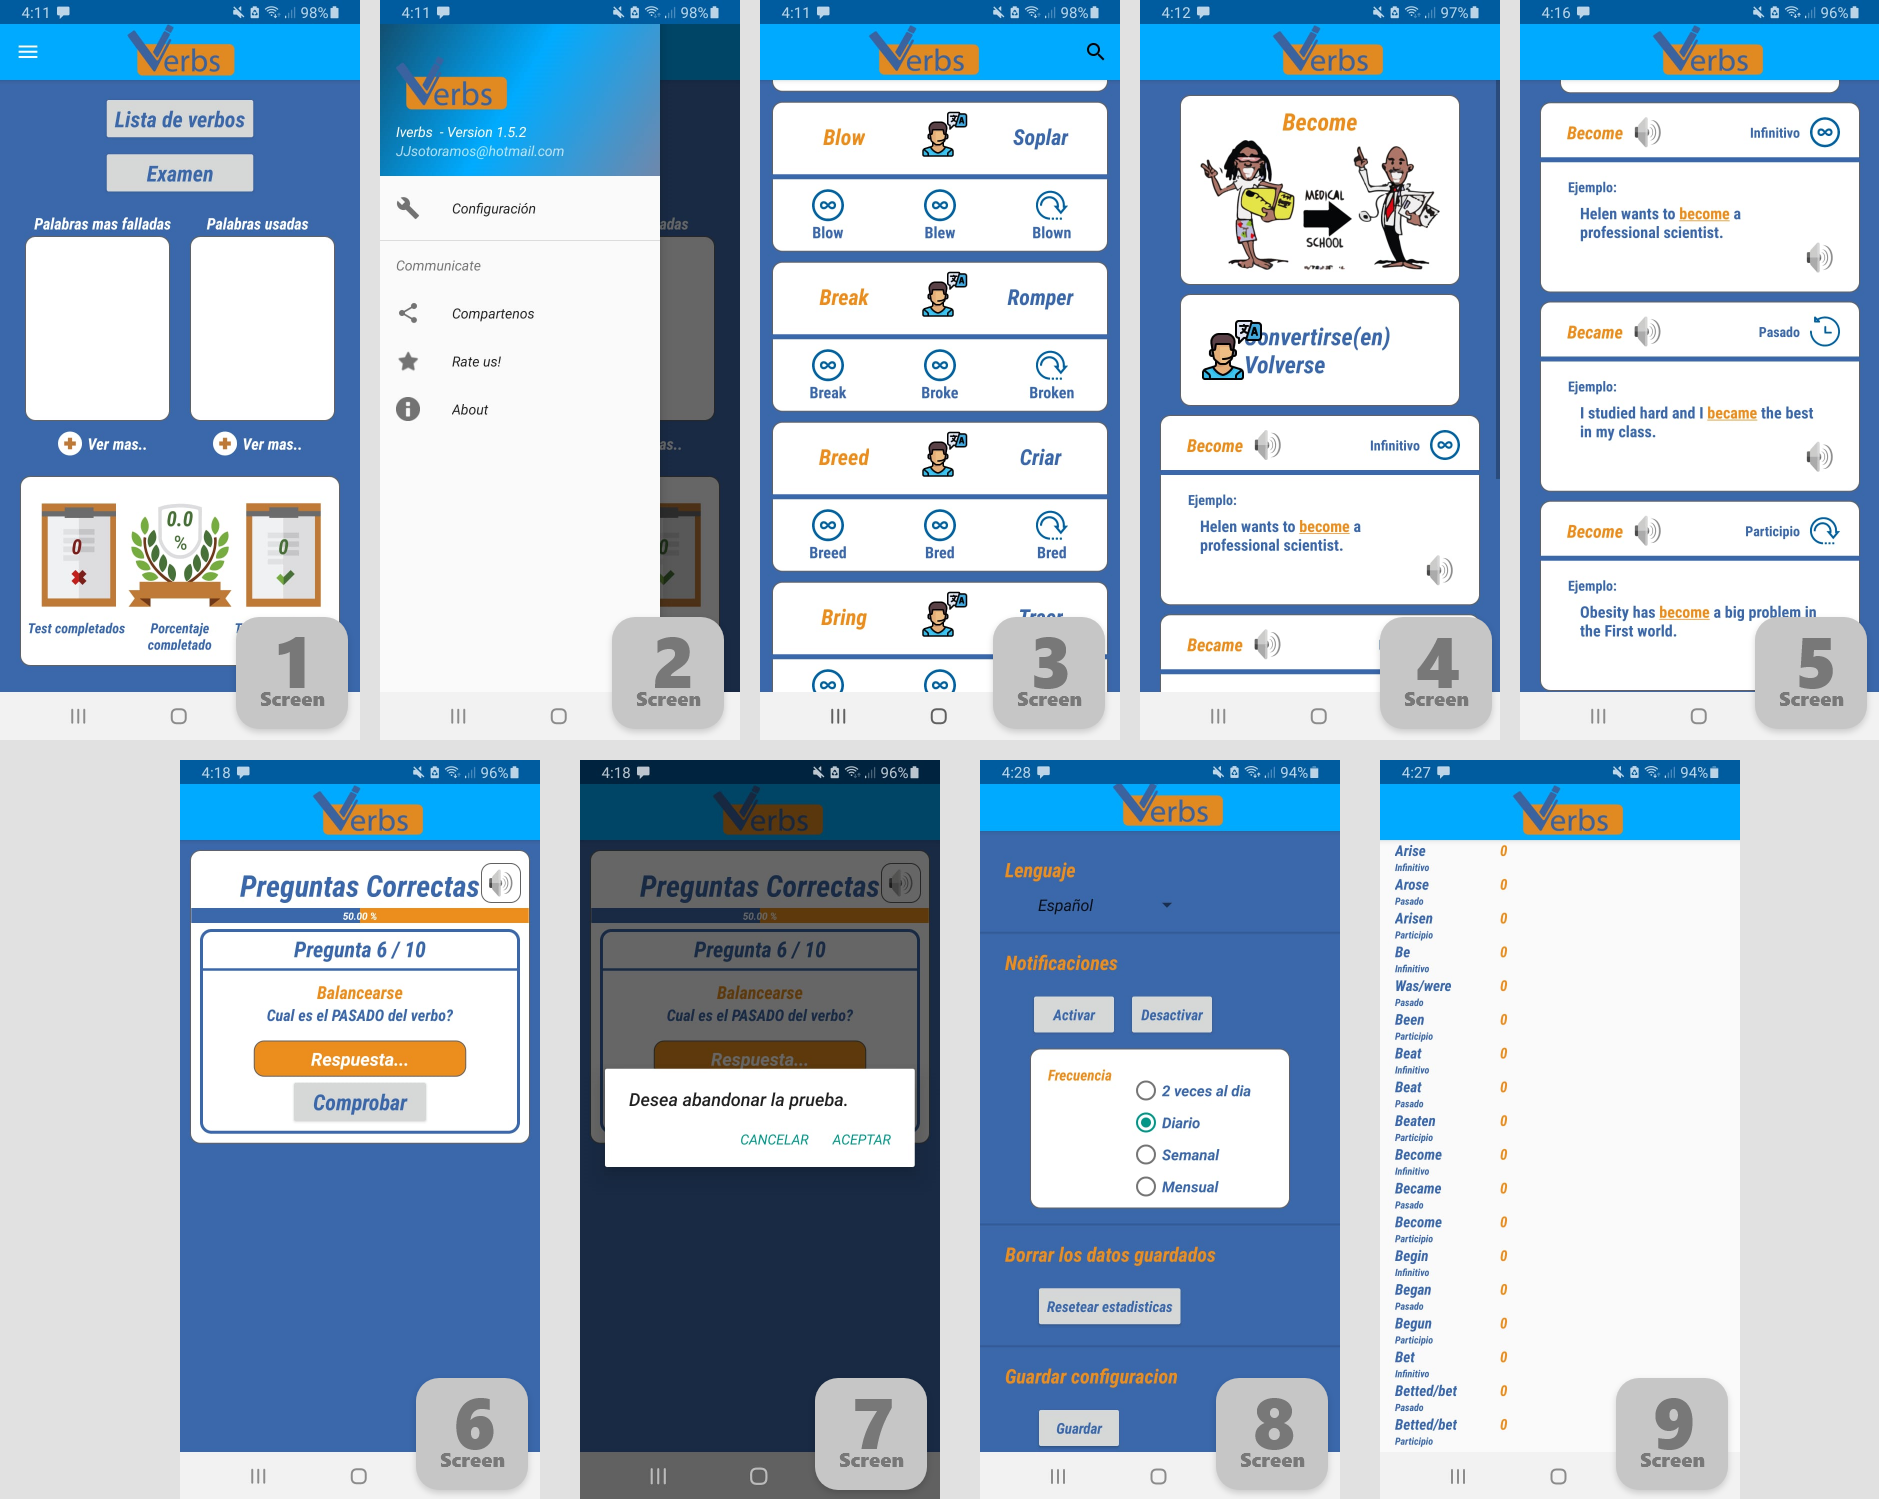 4:11
98%
Verbs
Lista de verbos
Examen
Palabras mas falladas
Palabras usadas
Ver mas..
Ver mas..
0
0.0
%
0
Test completados
Porcentaje
completado
1
Screen
4:11
98%
Verbs
Iverbs - Version 1.5.2
JJsotoramos@hotmail.com
Configuración
Communicate
Compartenos
Rate us!
About
adas
as..
0
2
Screen
4:11
98%
Verbs
Blow
Soplar
Blow
Blew
Blown
Break
Romper
Break
Broke
Broken
Breed
Criar
Breed
Bred
Bred
Bring
Traer
3
Screen
4:12
97%
Verbs
Become
MEDICAL
SCHOOL
Convertirse(en)
Volverse
Become
Infinitivo
Ejemplo:
Helen wants to become a
professional scientist.
Became
4
Screen
4:16
96%
Verbs
Become
Infinitivo
Ejemplo:
Helen wants to become a
professional scientist.
Became
Pasado
Ejemplo:
I studied hard and I became the best
in my class.
Become
Participio
Ejemplo:
Obesity has become a big problem in
the First world.
5
Screen
4:18
96%
Verbs
Preguntas Correctas
50.00 %
Pregunta 6 / 10
Balancearse
Cual es el PASADO del verbo?
Respuesta...
Comprobar
6
Screen
4:18
96%
Verbs
Preguntas Correctas
50.00 %
Pregunta 6 / 10
Balancearse
Cual es el PASADO del verbo?
Respuesta...
Desea abandonar la prueba.
CANCELAR
ACEPTAR
7
Screen
4:28
94%
Verbs
Lenguaje
Español
Notificaciones
Activar
Desactivar
Frecuencia
2 veces al dia
Diario
Semanal
Mensual
Borrar los datos guardados
Resetear estadisticas
Guardar configuracion
Guardar
8
Screen
4:27
94%
Verbs
Arise 0
Infinitivo
Arose 0
Pasado
Arisen 0
Participio
Be 0
Infinitivo
Was/were 0
Pasado
Been 0
Participio
Beat 0
Infinitivo
Beat 0
Pasado
Beaten 0
Participio
Become 0
Infinitivo
Became 0
Pasado
Become 0
Participio
Begin 0
Infinitivo
Began 0
Pasado
Begun 0
Participio
Bet 0
Infinitivo
Betted/bet 0
Pasado
Betted/bet 0
Participio
9
Screen